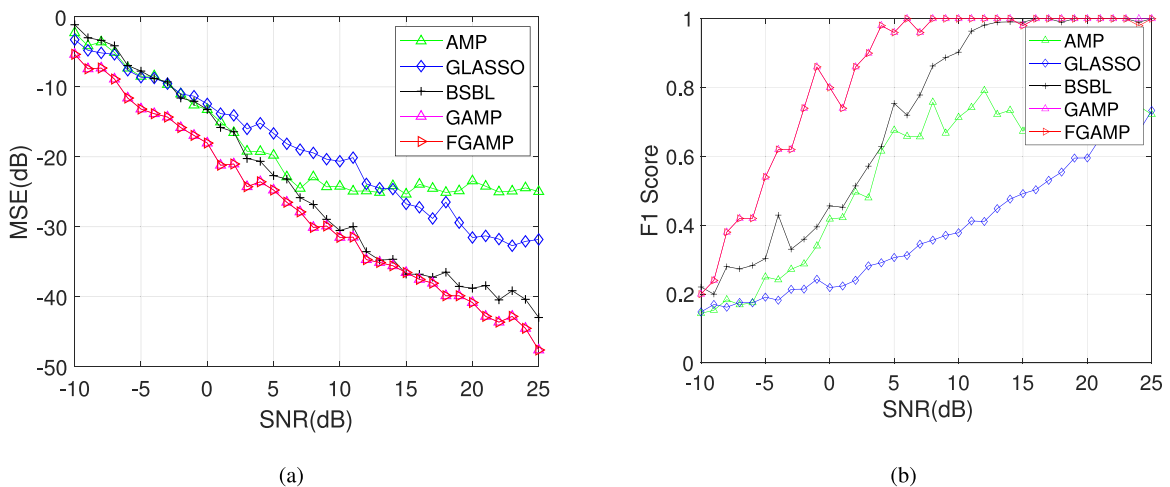 0
-10
-20
-30
-40
-50
MSE(dB)
-10 -5 0 5 10 15 20 25
SNR(dB)
AMP
GLASSO
BSBL
GAMP
FGAMP
(a)
1
0.8
0.6
0.4
0.2
0
F1 Score
-10 -5 0 5 10 15 20 25
SNR(dB)
AMP
GLASSO
BSBL
GAMP
FGAMP
(b)